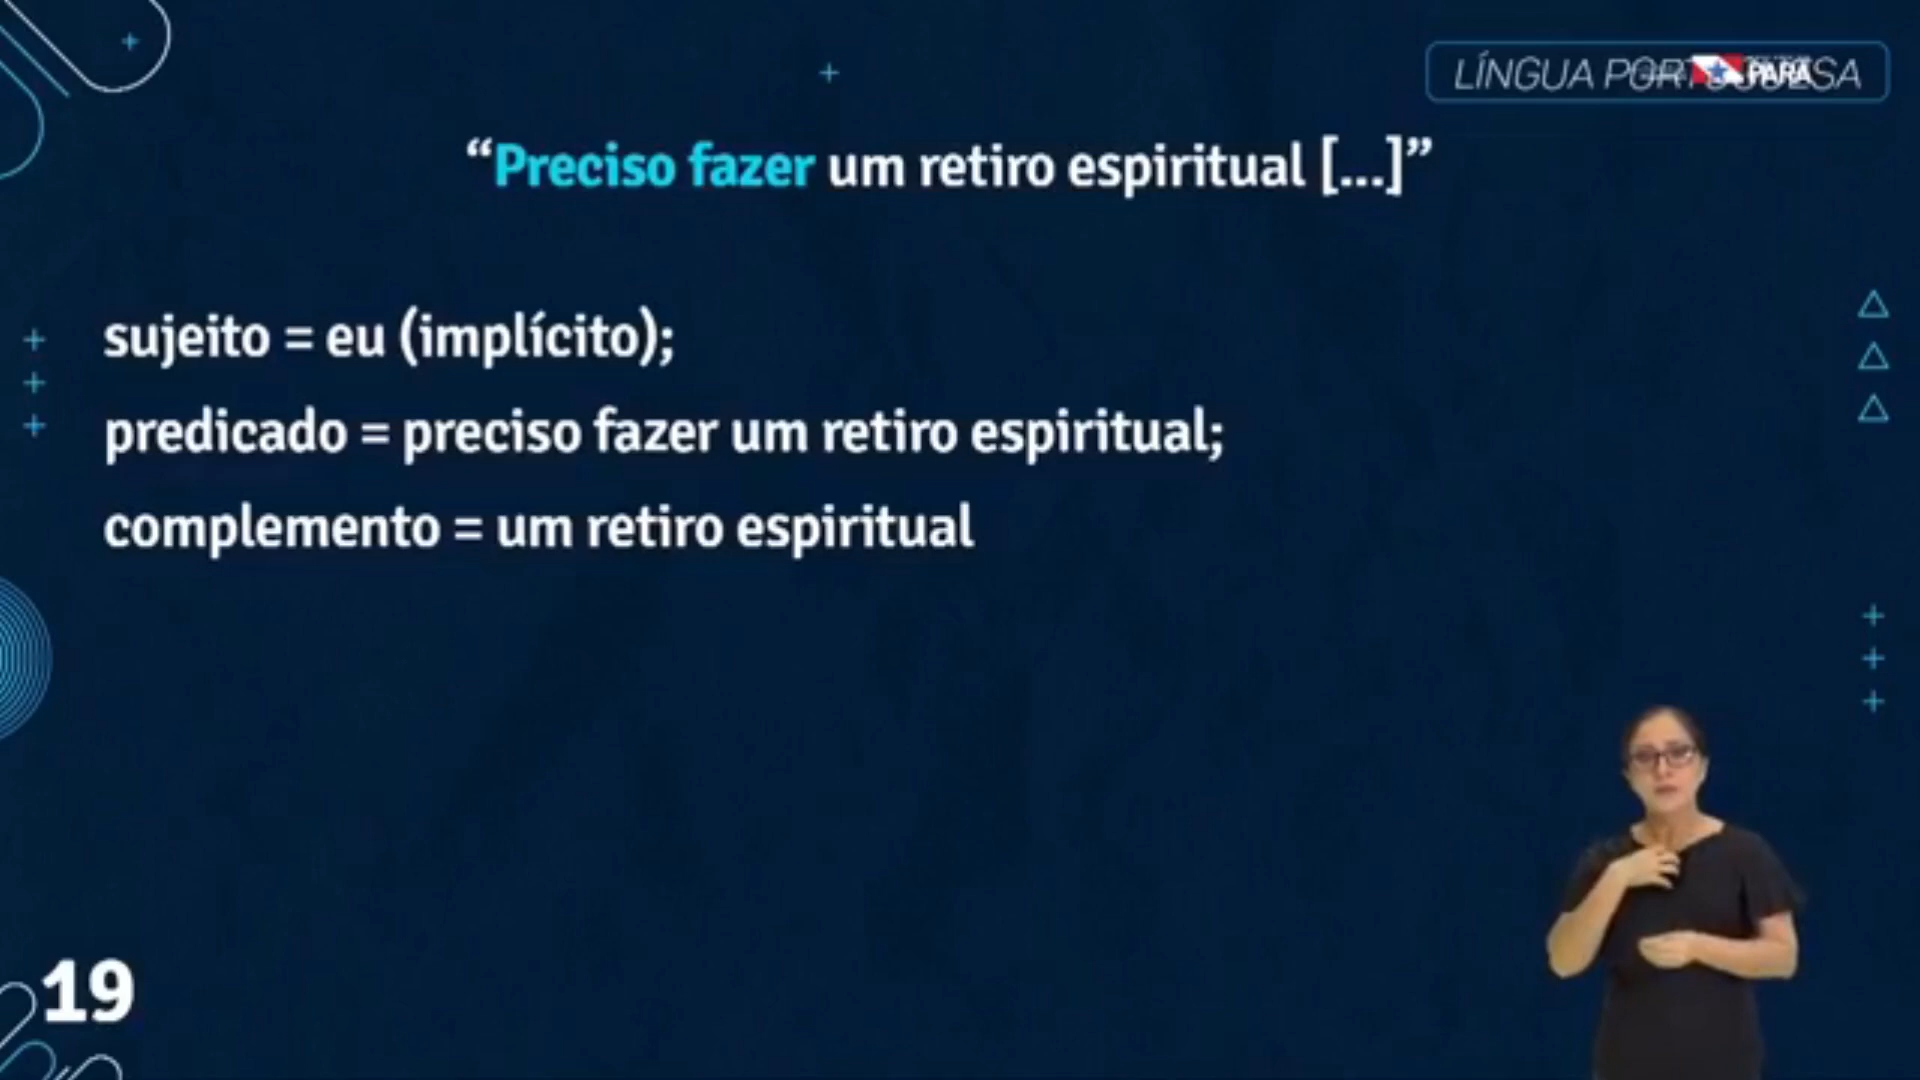 LÍNGUA PORTUGUESA
PARÁ
“Preciso fazer um retiro espiritual [...]”
sujeito = eu (implícito);
predicado = preciso fazer um retiro espiritual;
complemento = um retiro espiritual
19